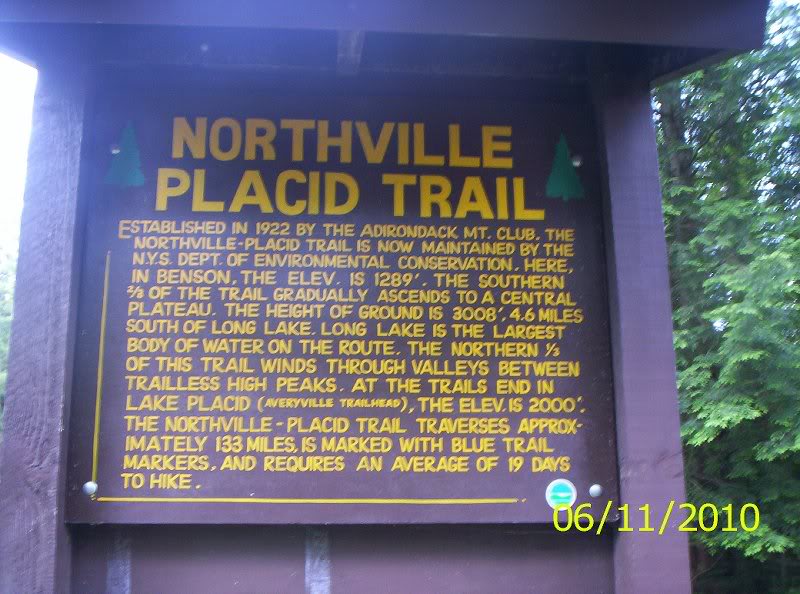 NORTHVILLE
PLACID TRAIL
ESTABLISHED IN 1922 BY THE ADIRONDACK MT. CLUB, THE
NORTHVILLE-PLACID TRAIL IS NOW MAINTAINED BY THE
N.Y.S. DEPT. OF ENVIRONMENTAL CONSERVATION. HERE,
IN BENSON, THE ELEV. IS 1289'. THE SOUTHERN
⅔ OF THE TRAIL GRADUALLY ASCENDS TO A CENTRAL
PLATEAU. THE HEIGHT OF GROUND IS 3008', 4.6 MILES
SOUTH OF LONG LAKE. LONG LAKE IS THE LARGEST
BODY OF WATER ON THE ROUTE. THE NORTHERN ⅓
OF THIS TRAIL WINDS THROUGH VALLEYS BETWEEN
TRAILLESS HIGH PEAKS. AT THE TRAILS END IN
LAKE PLACID (AVERYVILLE TRAILHEAD), THE ELEV. IS 2000'.
THE NORTHVILLE-PLACID TRAIL TRAVERSES APPROX-
IMATELY 133 MILES, IS MARKED WITH BLUE TRAIL
MARKERS, AND REQUIRES AN AVERAGE OF 19 DAYS
TO HIKE.
06/11/2010